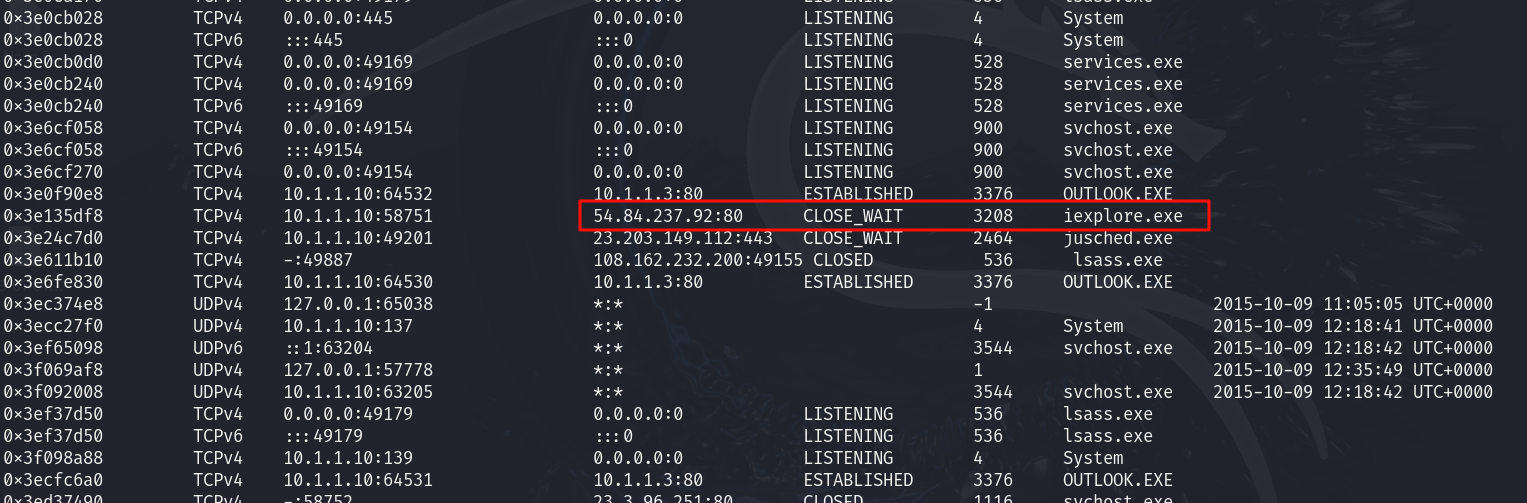 0×3e0cb028 TCPv4 0.0.0.0:445 0.0.0.0:0 LISTENING 4 System
0×3e0cb028 TCPv6 :::445 :::0 LISTENING 4 System
0×3e0cb0d0 TCPv4 0.0.0.0:49169 0.0.0.0:0 LISTENING 528 services.exe
0×3e0cb240 TCPv4 0.0.0.0:49169 0.0.0.0:0 LISTENING 528 services.exe
0×3e0cb240 TCPv6 :::49169 :::0 LISTENING 528 services.exe
0×3e6cf058 TCPv4 0.0.0.0:49154 0.0.0.0:0 LISTENING 900 svchost.exe
0×3e6cf058 TCPv6 :::49154 :::0 LISTENING 900 svchost.exe
0×3e6cf270 TCPv4 0.0.0.0:49154 0.0.0.0:0 LISTENING 900 svchost.exe
0×3e0f90e8 TCPv4 10.1.1.10:64532 10.1.1.3:80 ESTABLISHED 3376 OUTLOOK.EXE
0×3e135df8 TCPv4 10.1.1.10:58751 54.84.237.92:80 CLOSE_WAIT 3208 iexplore.exe
0×3e24c7d0 TCPv4 10.1.1.10:49201 23.203.149.112:443 CLOSE_WAIT 2464 jusched.exe
0×3e611b10 TCPv4 -:49887 108.162.232.200:49155 CLOSED 536 lsass.exe
0×3e6fe830 TCPv4 10.1.1.10:64530 10.1.1.3:80 ESTABLISHED 3376 OUTLOOK.EXE
0×3ec374e8 UDPv4 127.0.0.1:65038 *:* -1 2015-10-09 11:05:05 UTC+0000
0×3ecc27f0 UDPv4 10.1.1.10:137 *:* 4 System 2015-10-09 12:18:41 UTC+0000
0×3ef65098 UDPv6 ::1:63204 *:* 3544 svchost.exe 2015-10-09 12:18:42 UTC+0000
0×3f069af8 UDPv4 127.0.0.1:57778 *:* 1 2015-10-09 12:35:49 UTC+0000
0×3f092008 UDPv4 10.1.1.10:63205 *:* 3544 svchost.exe 2015-10-09 12:18:42 UTC+0000
0×3ef37d50 TCPv4 0.0.0.0:49179 0.0.0.0:0 LISTENING 536 lsass.exe
0×3ef37d50 TCPv6 :::49179 :::0 LISTENING 536 lsass.exe
0×3f098a88 TCPv4 10.1.1.10:139 0.0.0.0:0 LISTENING 4 System
0×3ecfc6a0 TCPv4 10.1.1.10:64531 10.1.1.3:80 ESTABLISHED 3376 OUTLOOK.EXE
0×3ed37490 TCPv4 -:58752 23.3.96.251:80 CLOSED 1116 svchost.exe